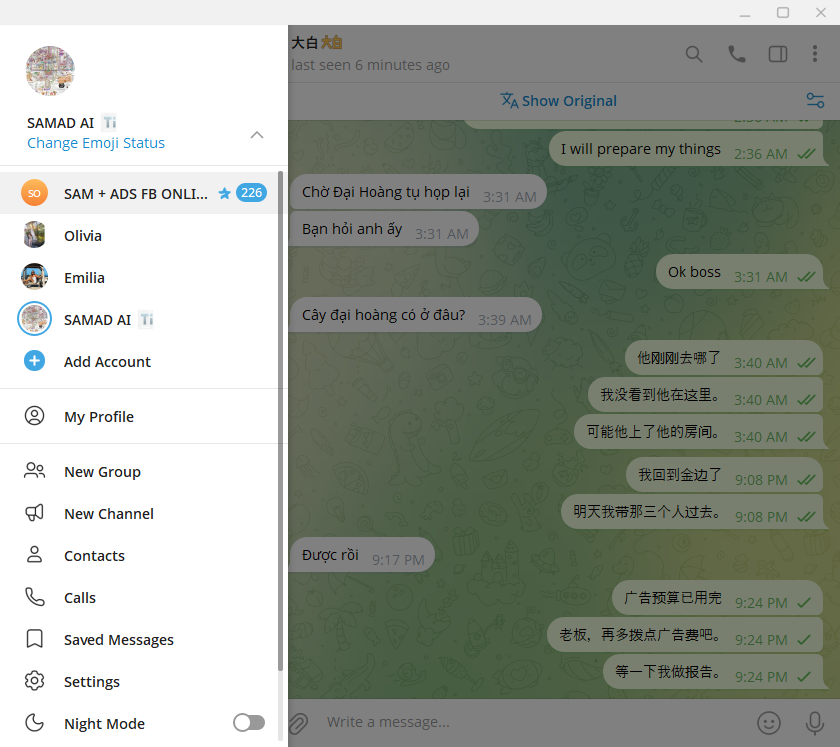 大白 大白
last seen 6 minutes ago
Show Original
SAMAD AI
Change Emoji Status
SO SAM + ADS FB ONLI... 226
Olivia
Emilia
SAMAD AI
Add Account
My Profile
New Group
New Channel
Contacts
Calls
Saved Messages
Settings
Night Mode
I will prepare my things 2:36 AM
Chờ Đại Hoàng tụ họp lại 3:31 AM
Bạn hỏi anh ấy 3:31 AM
Ok boss 3:31 AM
Cây đại hoàng có ở đâu? 3:39 AM
他刚刚去哪了 3:40 AM
我没看到他在这里。 3:40 AM
可能他上了他的房间。 3:40 AM
我回到金边了 9:08 PM
明天我带那三个人过去。 9:08 PM
Được rồi 9:17 PM
广告预算已用完 9:24 PM
老板，再多拨点广告费吧。 9:24 PM
等一下我做报告。 9:24 PM
Write a message...